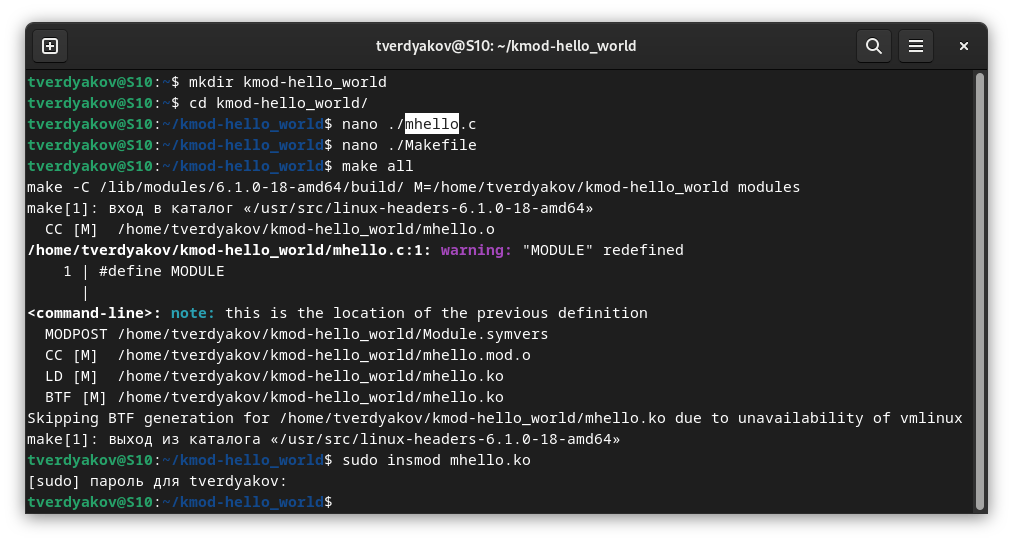 tverdyakov@S10: ~/kmod-hello_world
tverdyakov@S10:~$ mkdir kmod-hello_world
tverdyakov@S10:~$ cd kmod-hello_world/
tverdyakov@S10:~/kmod-hello_world$ nano ./mhello.c
tverdyakov@S10:~/kmod-hello_world$ nano ./Makefile
tverdyakov@S10:~/kmod-hello_world$ make all
make -C /lib/modules/6.1.0-18-amd64/build/ M=/home/tverdyakov/kmod-hello_world modules
make[1]: вход в каталог «/usr/src/linux-headers-6.1.0-18-amd64»
  CC [M]  /home/tverdyakov/kmod-hello_world/mhello.o
/home/tverdyakov/kmod-hello_world/mhello.c:1: warning: "MODULE" redefined
    1 | #define MODULE
      |
<command-line>: note: this is the location of the previous definition
  MODPOST /home/tverdyakov/kmod-hello_world/Module.symvers
  CC [M]  /home/tverdyakov/kmod-hello_world/mhello.mod.o
  LD [M]  /home/tverdyakov/kmod-hello_world/mhello.ko
  BTF [M] /home/tverdyakov/kmod-hello_world/mhello.ko
Skipping BTF generation for /home/tverdyakov/kmod-hello_world/mhello.ko due to unavailability of vmlinux
make[1]: выход из каталога «/usr/src/linux-headers-6.1.0-18-amd64»
tverdyakov@S10:~/kmod-hello_world$ sudo insmod mhello.ko
[sudo] пароль для tverdyakov:
tverdyakov@S10:~/kmod-hello_world$